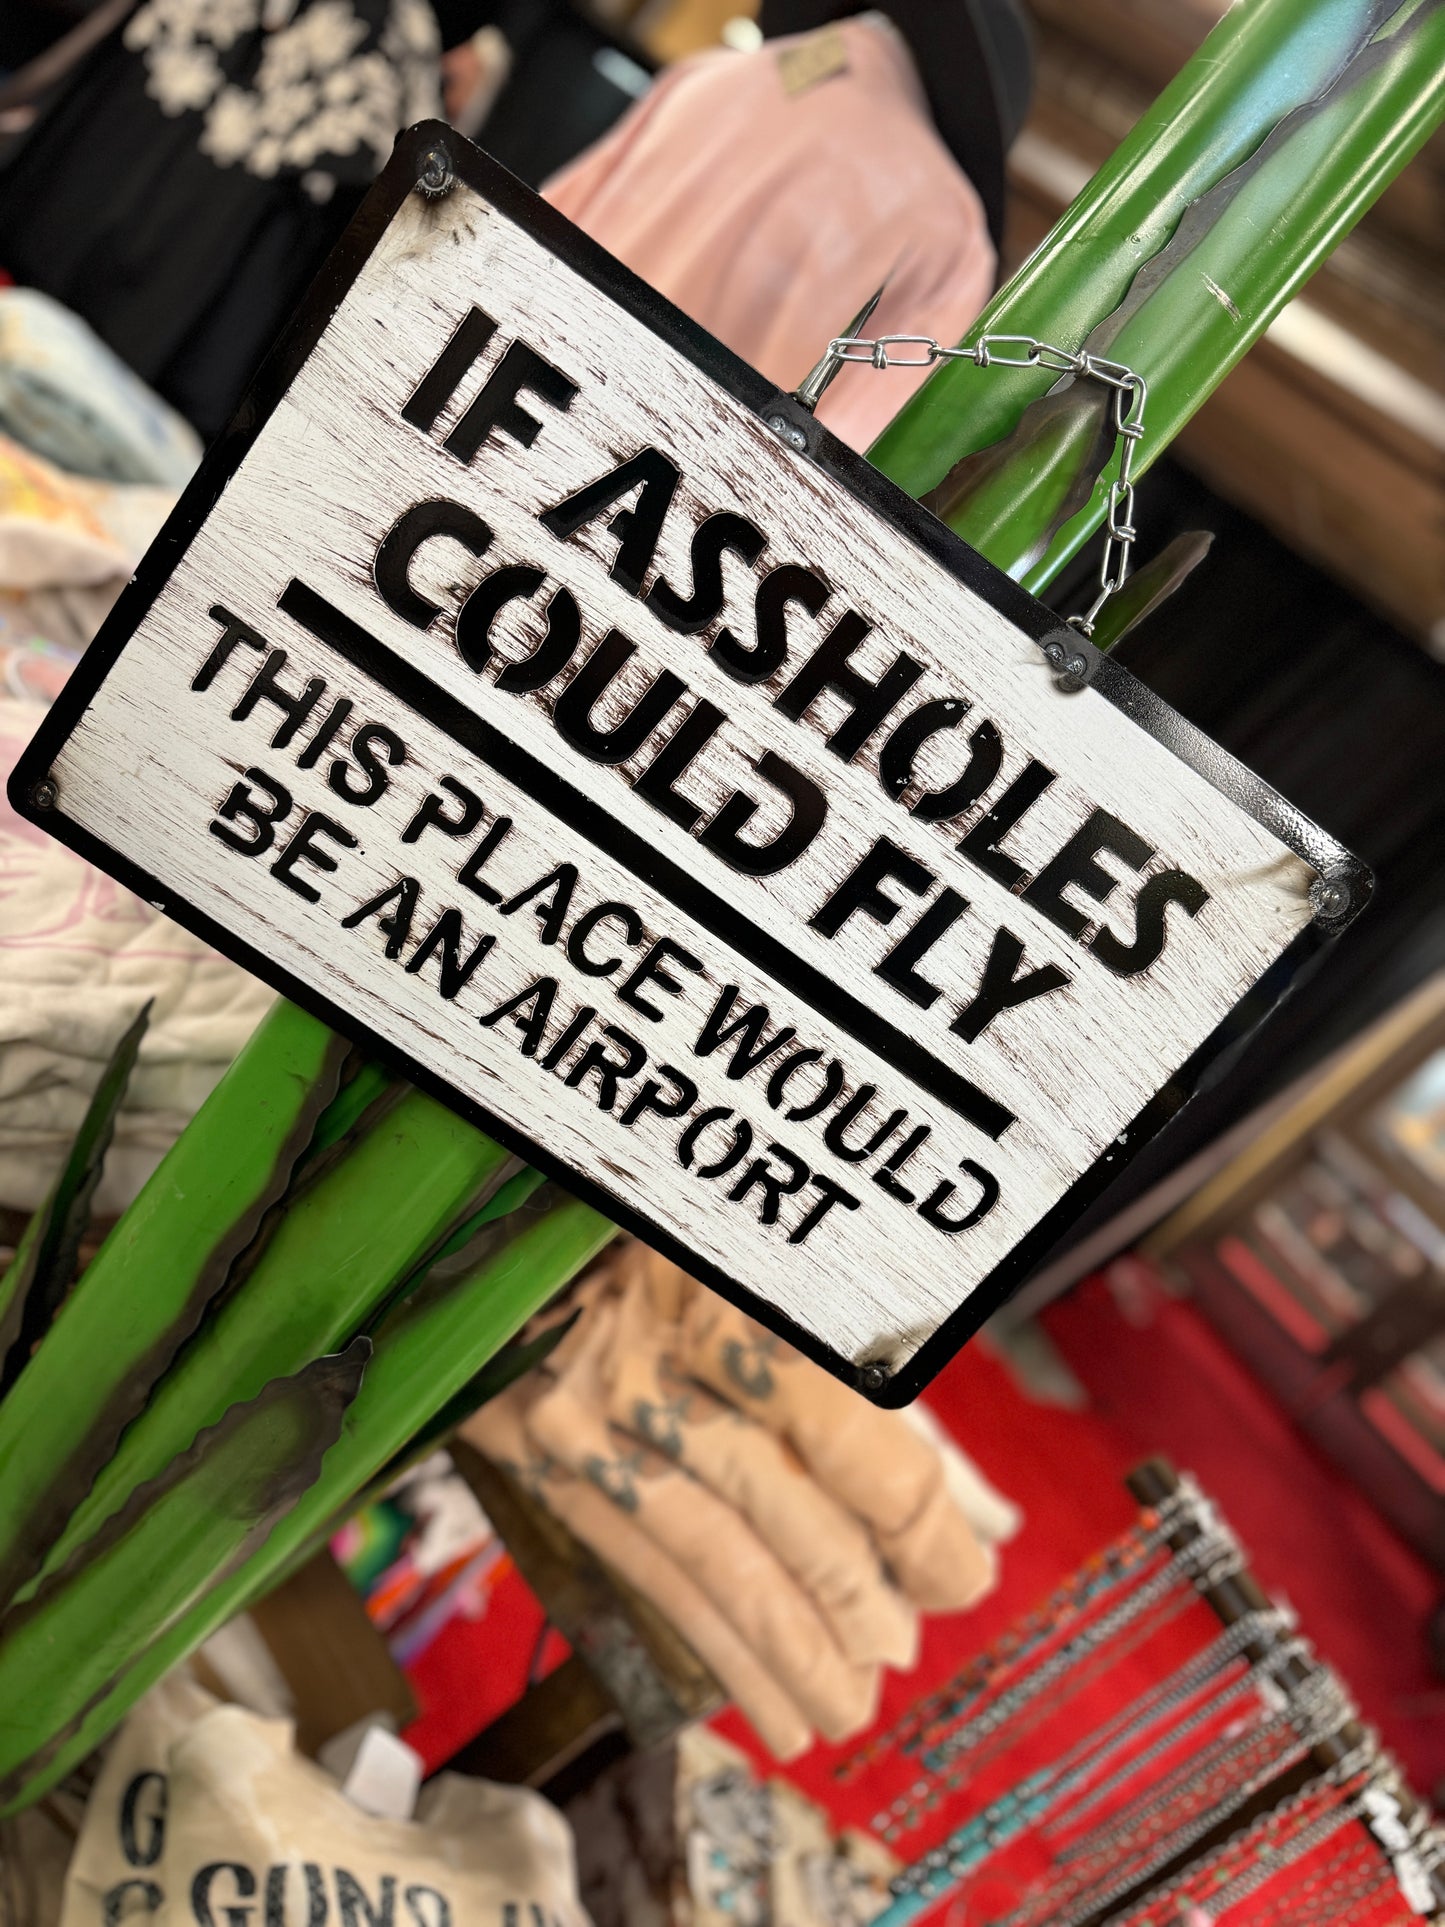 IF ASSHOLES
COULD FLY
THIS PLACE WOULD
BE AN AIRPORT
GUNS